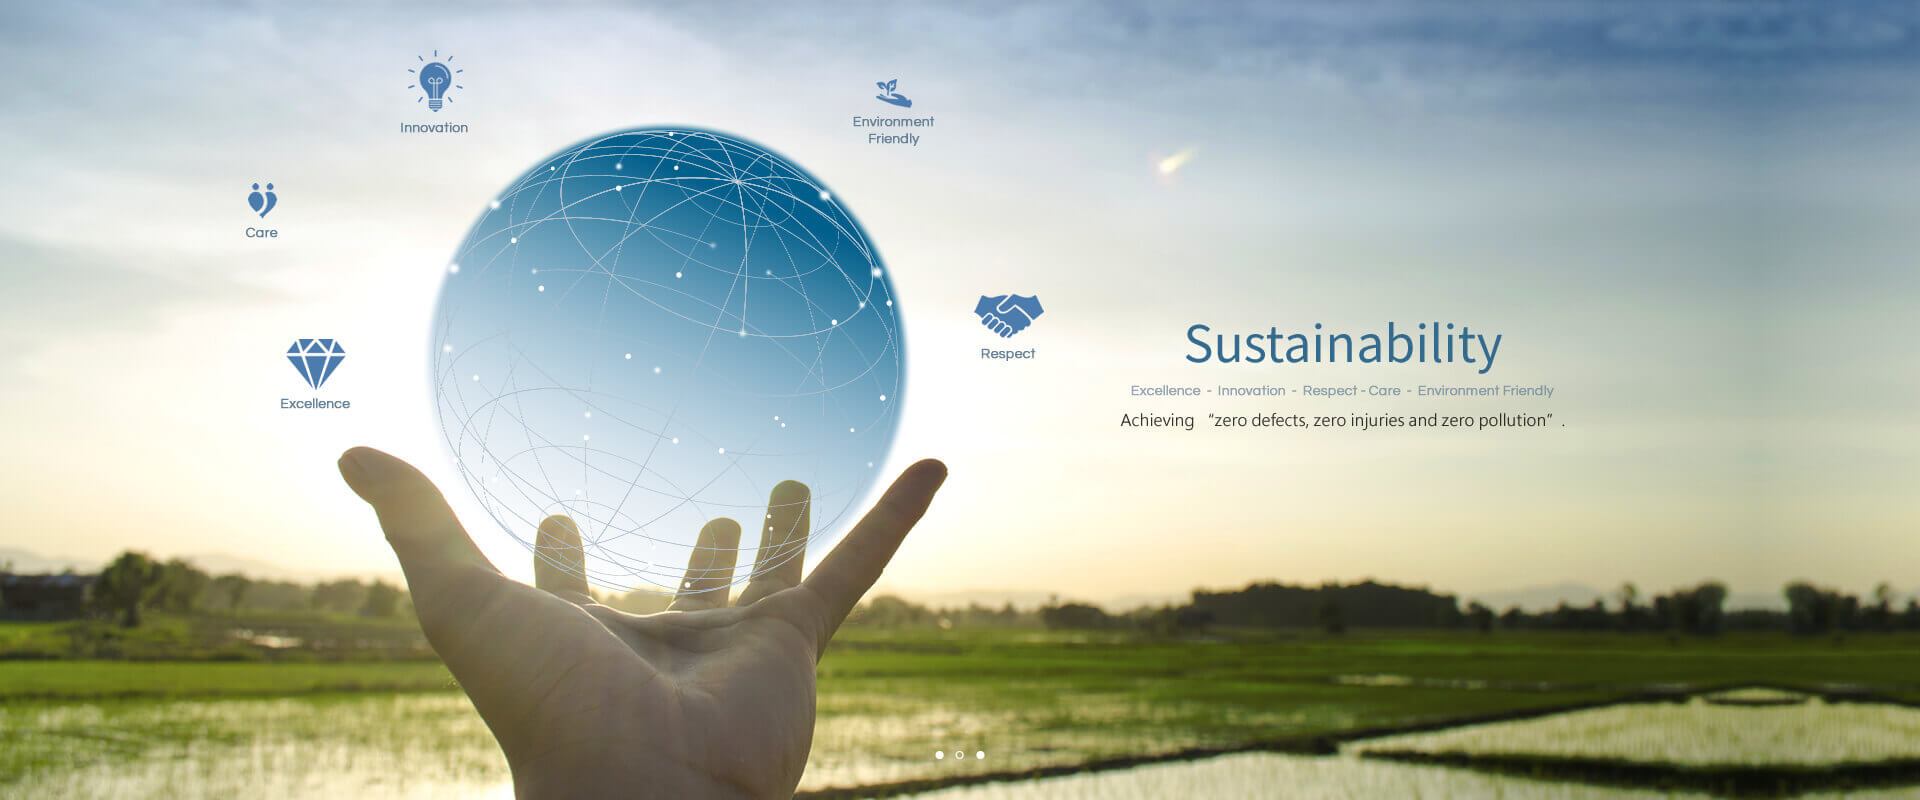 Innovation
Environment
Friendly
Care
Respect
Excellence
Sustainability
Excellence - Innovation - Respect - Care - Environment Friendly
Achieving “zero defects, zero injuries and zero pollution” .